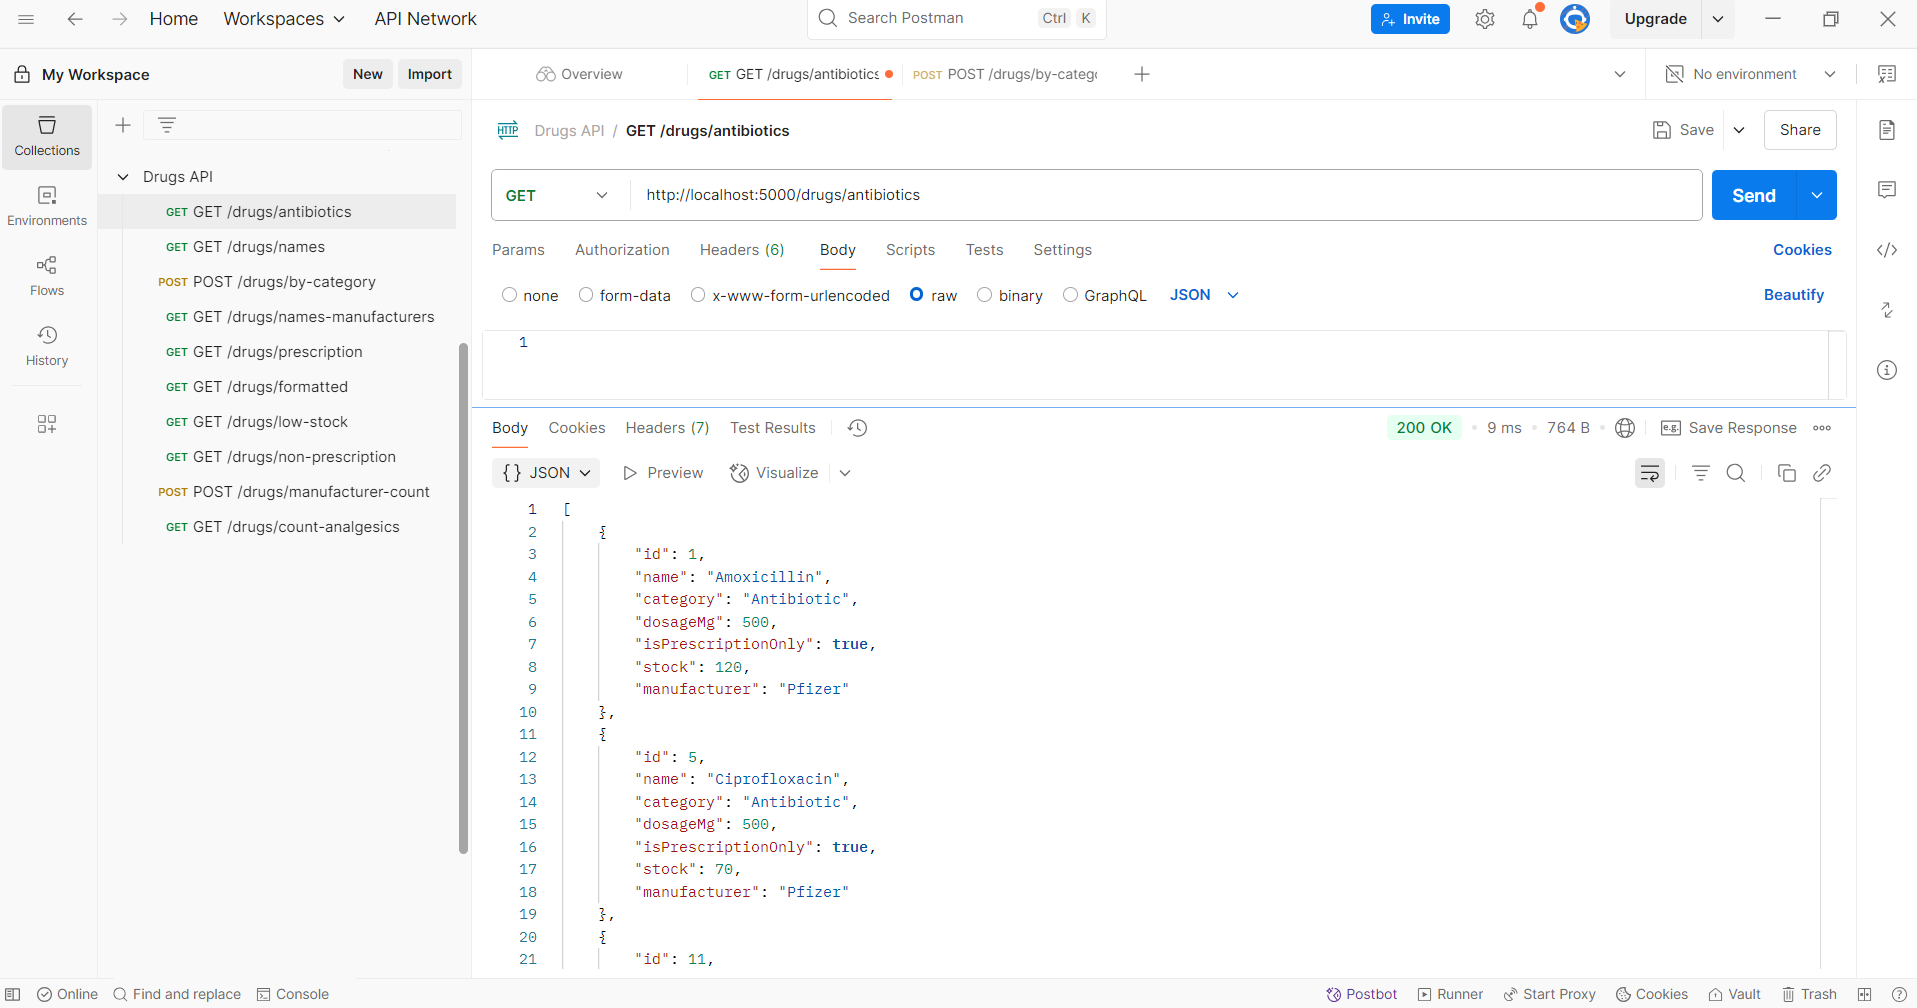 Home Workspaces API Network Search Postman Ctrl K Invite Upgrade
My Workspace New Import Overview GET GET /drugs/antibiotics POST POST /drugs/by-categ No environment
Collections
Environments
Flows
History
Drugs API
GET GET /drugs/antibiotics
GET GET /drugs/names
POST POST /drugs/by-category
GET GET /drugs/names-manufacturers
GET GET /drugs/prescription
GET GET /drugs/formatted
GET GET /drugs/low-stock
GET GET /drugs/non-prescription
POST POST /drugs/manufacturer-count
GET GET /drugs/count-analgesics
HTTP Drugs API / GET /drugs/antibiotics Save Share
GET http://localhost:5000/drugs/antibiotics Send
Params Authorization Headers (6) Body Scripts Tests Settings Cookies
none form-data x-www-form-urlencoded raw binary GraphQL JSON Beautify
1
Body Cookies Headers (7) Test Results 200 OK • 9 ms • 764 B • e.g. Save Response
{} JSON Preview Visualize
1 [
2 {
3 "id": 1,
4 "name": "Amoxicillin",
5 "category": "Antibiotic",
6 "dosageMg": 500,
7 "isPrescriptionOnly": true,
8 "stock": 120,
9 "manufacturer": "Pfizer"
10 },
11 {
12 "id": 5,
13 "name": "Ciprofloxacin",
14 "category": "Antibiotic",
15 "dosageMg": 500,
16 "isPrescriptionOnly": true,
17 "stock": 70,
18 "manufacturer": "Pfizer"
19 },
20 {
21 "id": 11,
Online Find and replace Console Postbot Runner Start Proxy Cookies Vault Trash